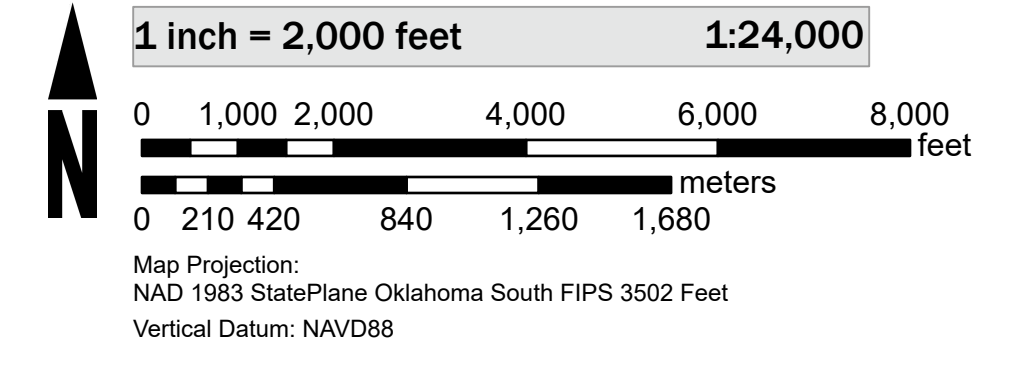 N
1 inch = 2,000 feet 1:24,000
0 1,000 2,000 4,000 6,000 8,000
feet
meters
0 210 420 840 1,260 1,680
Map Projection:
NAD 1983 StatePlane Oklahoma South FIPS 3502 Feet
Vertical Datum: NAVD88